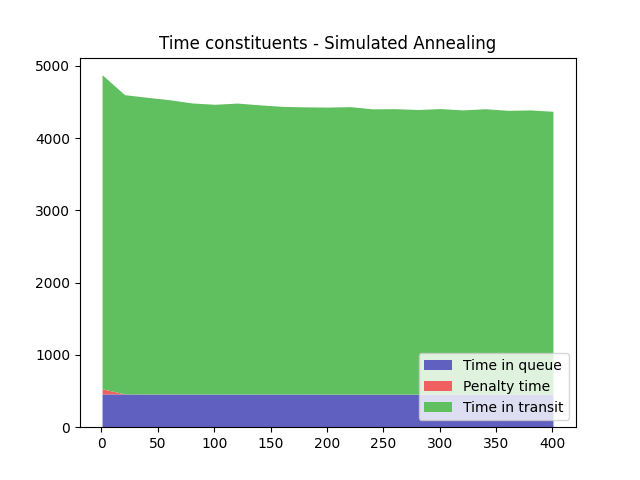 Time constituents - Simulated Annealing
5000
4000
3000
2000
1000
0
Time in queue
Penalty time
Time in transit
0 50 100 150 200 250 300 350 400